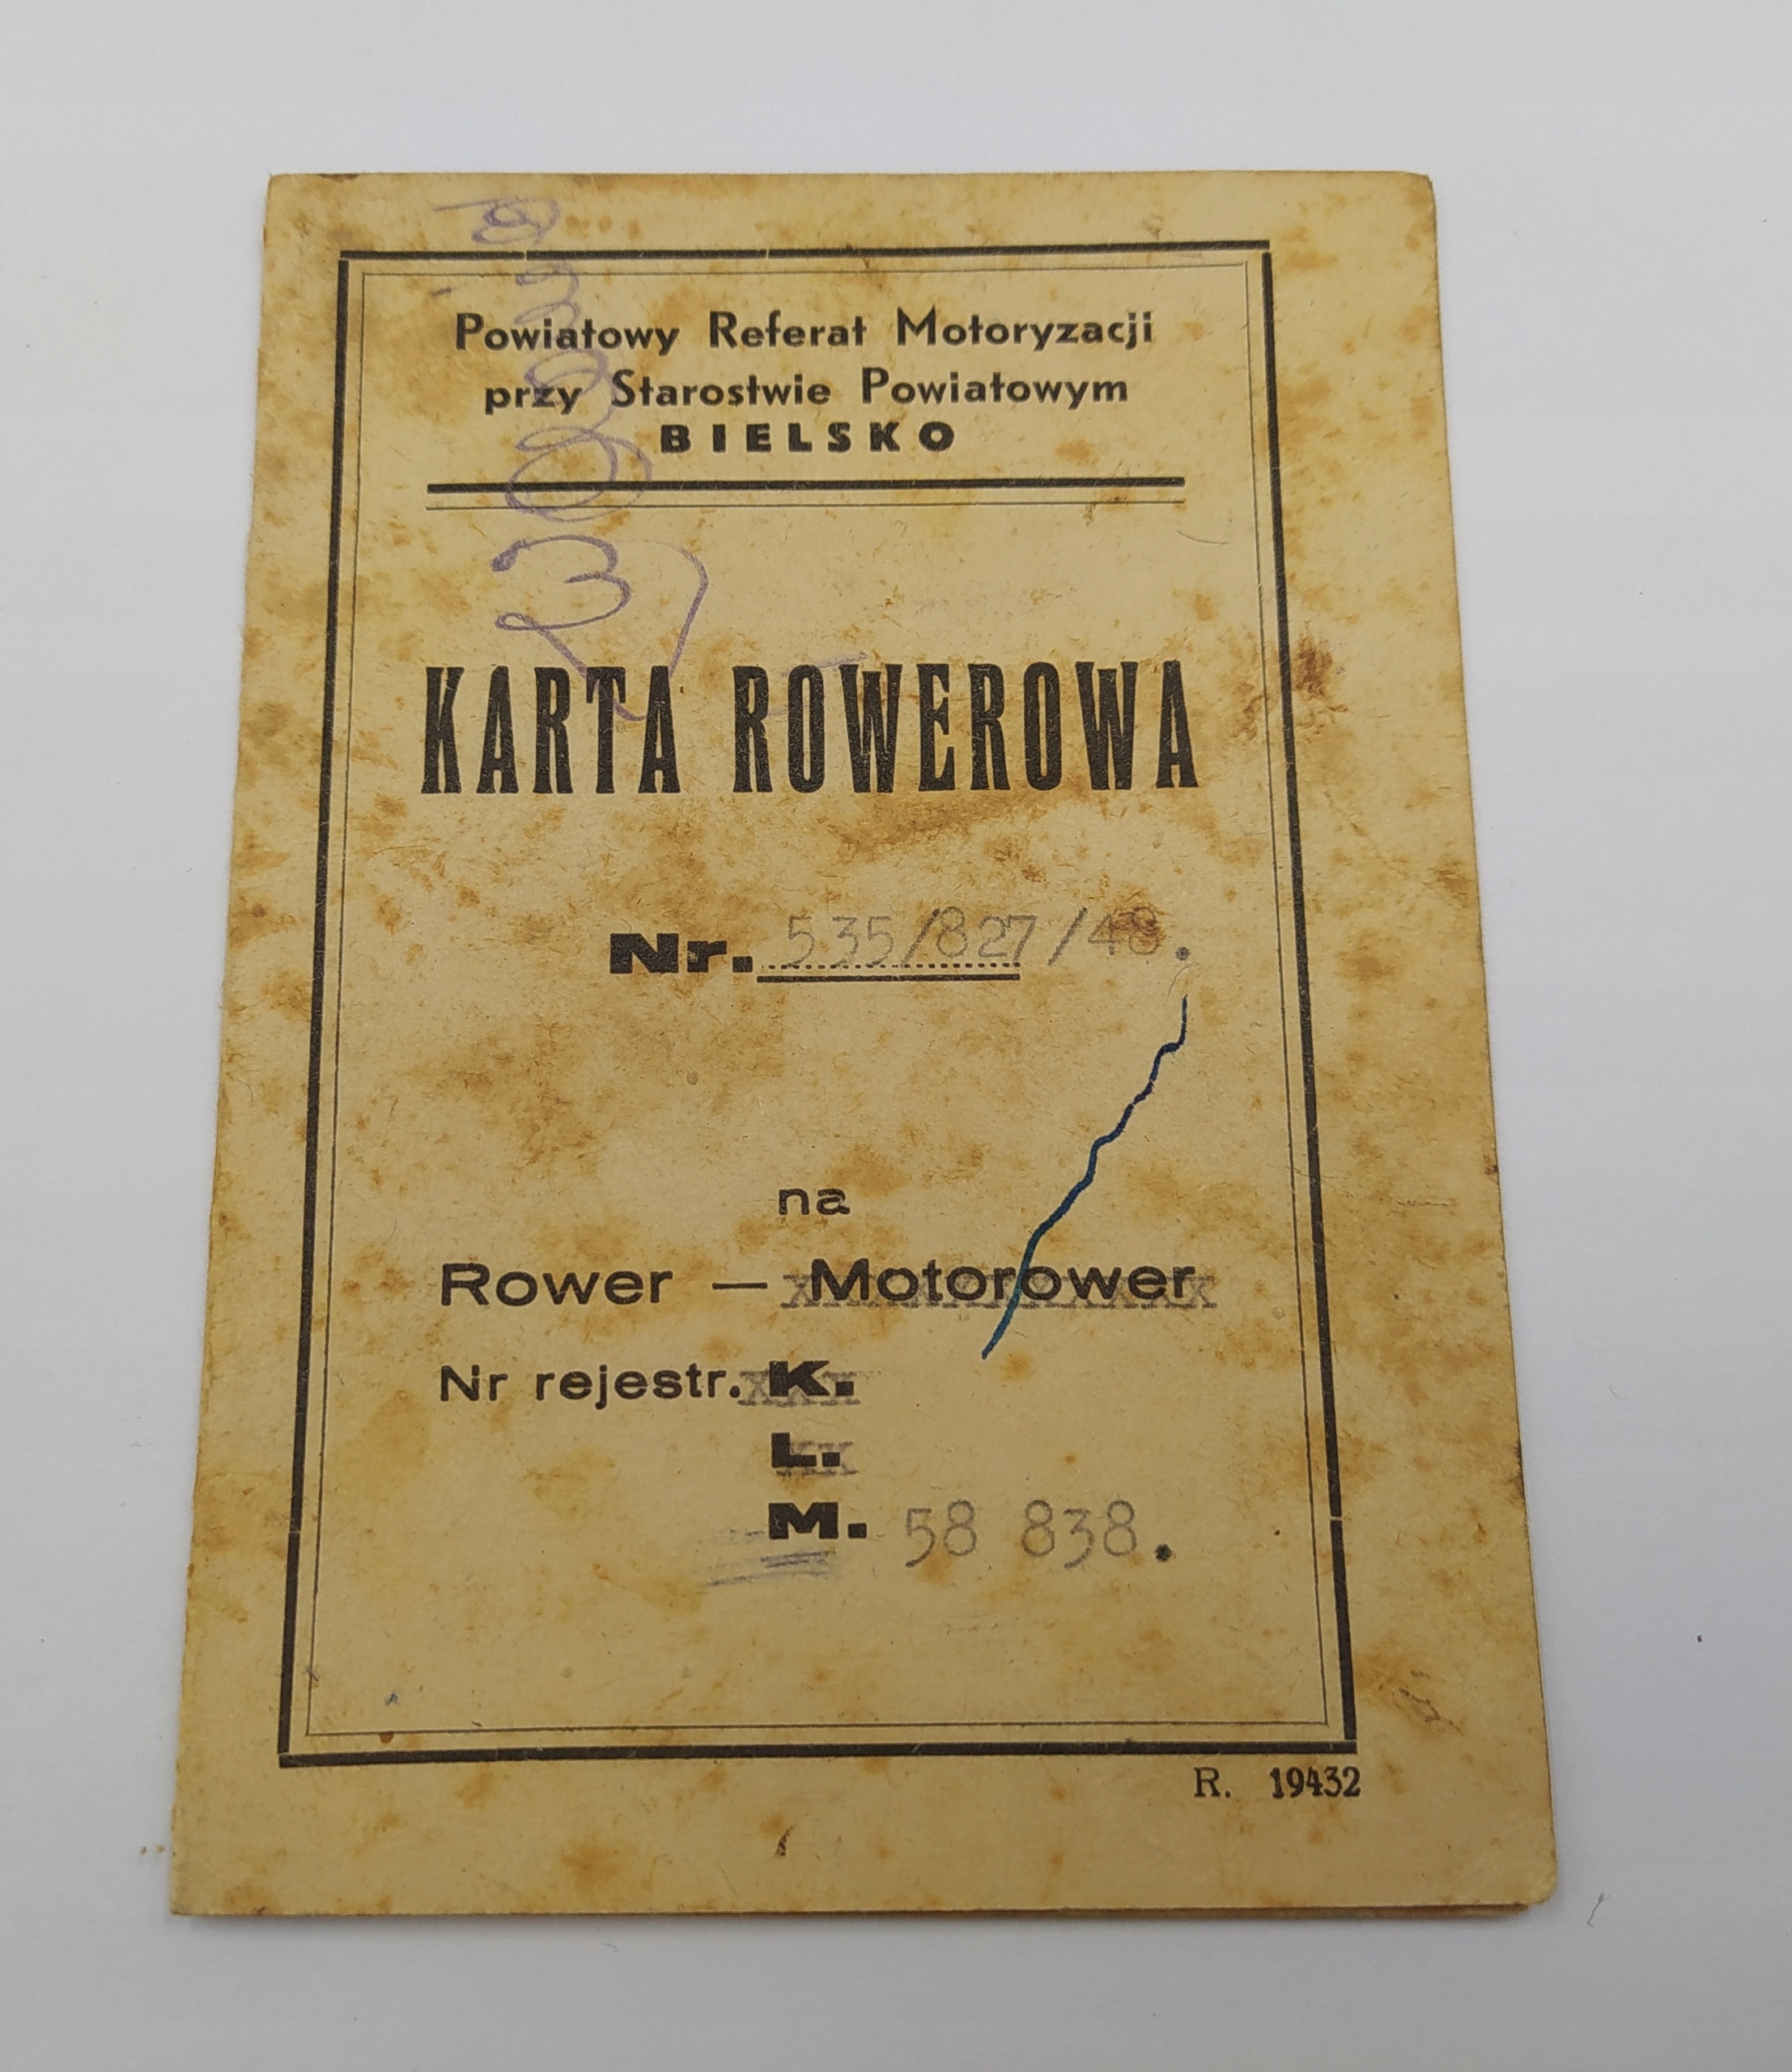 Powiatowy Referat Motoryzacji
przy Starostwie Powiatowym
BIELSKO
KARTA ROWEROWA
Nr. 535/827/48.
na
Rower — Motorower
Nr rejestr. K.
L.
M. 58 838.
R. 19432